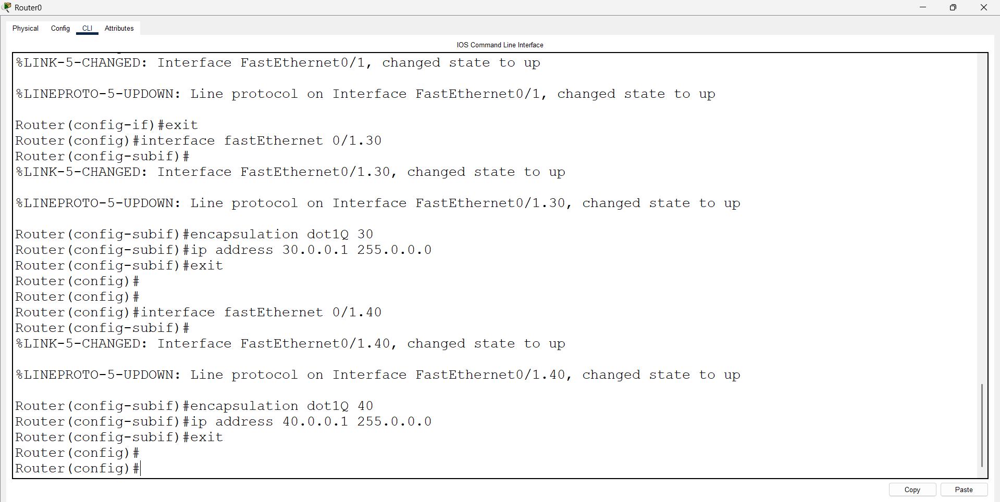 Router0
Physical Config CLI Attributes
IOS Command Line Interface
%LINK-5-CHANGED: Interface FastEthernet0/1, changed state to up
%LINEPROTO-5-UPDOWN: Line protocol on Interface FastEthernet0/1, changed state to up
Router(config-if)#exit
Router(config)#interface fastEthernet 0/1.30
Router(config-subif)#
%LINK-5-CHANGED: Interface FastEthernet0/1.30, changed state to up
%LINEPROTO-5-UPDOWN: Line protocol on Interface FastEthernet0/1.30, changed state to up
Router(config-subif)#encapsulation dot1Q 30
Router(config-subif)#ip address 30.0.0.1 255.0.0.0
Router(config-subif)#exit
Router(config)#
Router(config)#
Router(config)#interface fastEthernet 0/1.40
Router(config-subif)#
%LINK-5-CHANGED: Interface FastEthernet0/1.40, changed state to up
%LINEPROTO-5-UPDOWN: Line protocol on Interface FastEthernet0/1.40, changed state to up
Router(config-subif)#encapsulation dot1Q 40
Router(config-subif)#ip address 40.0.0.1 255.0.0.0
Router(config-subif)#exit
Router(config)#
Router(config)#
Copy Paste